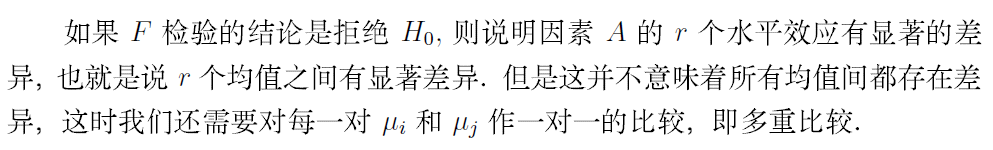 如果 F 检验的结论是拒绝 H₀, 则说明因素 A 的 r 个水平效应有显著的差
异, 也就是说 r 个均值之间有显著差异. 但是这并不意味着所有均值间都存在差
异, 这时我们还需要对每一对 μᵢ 和 μⱼ 作一对一的比较, 即多重比较.